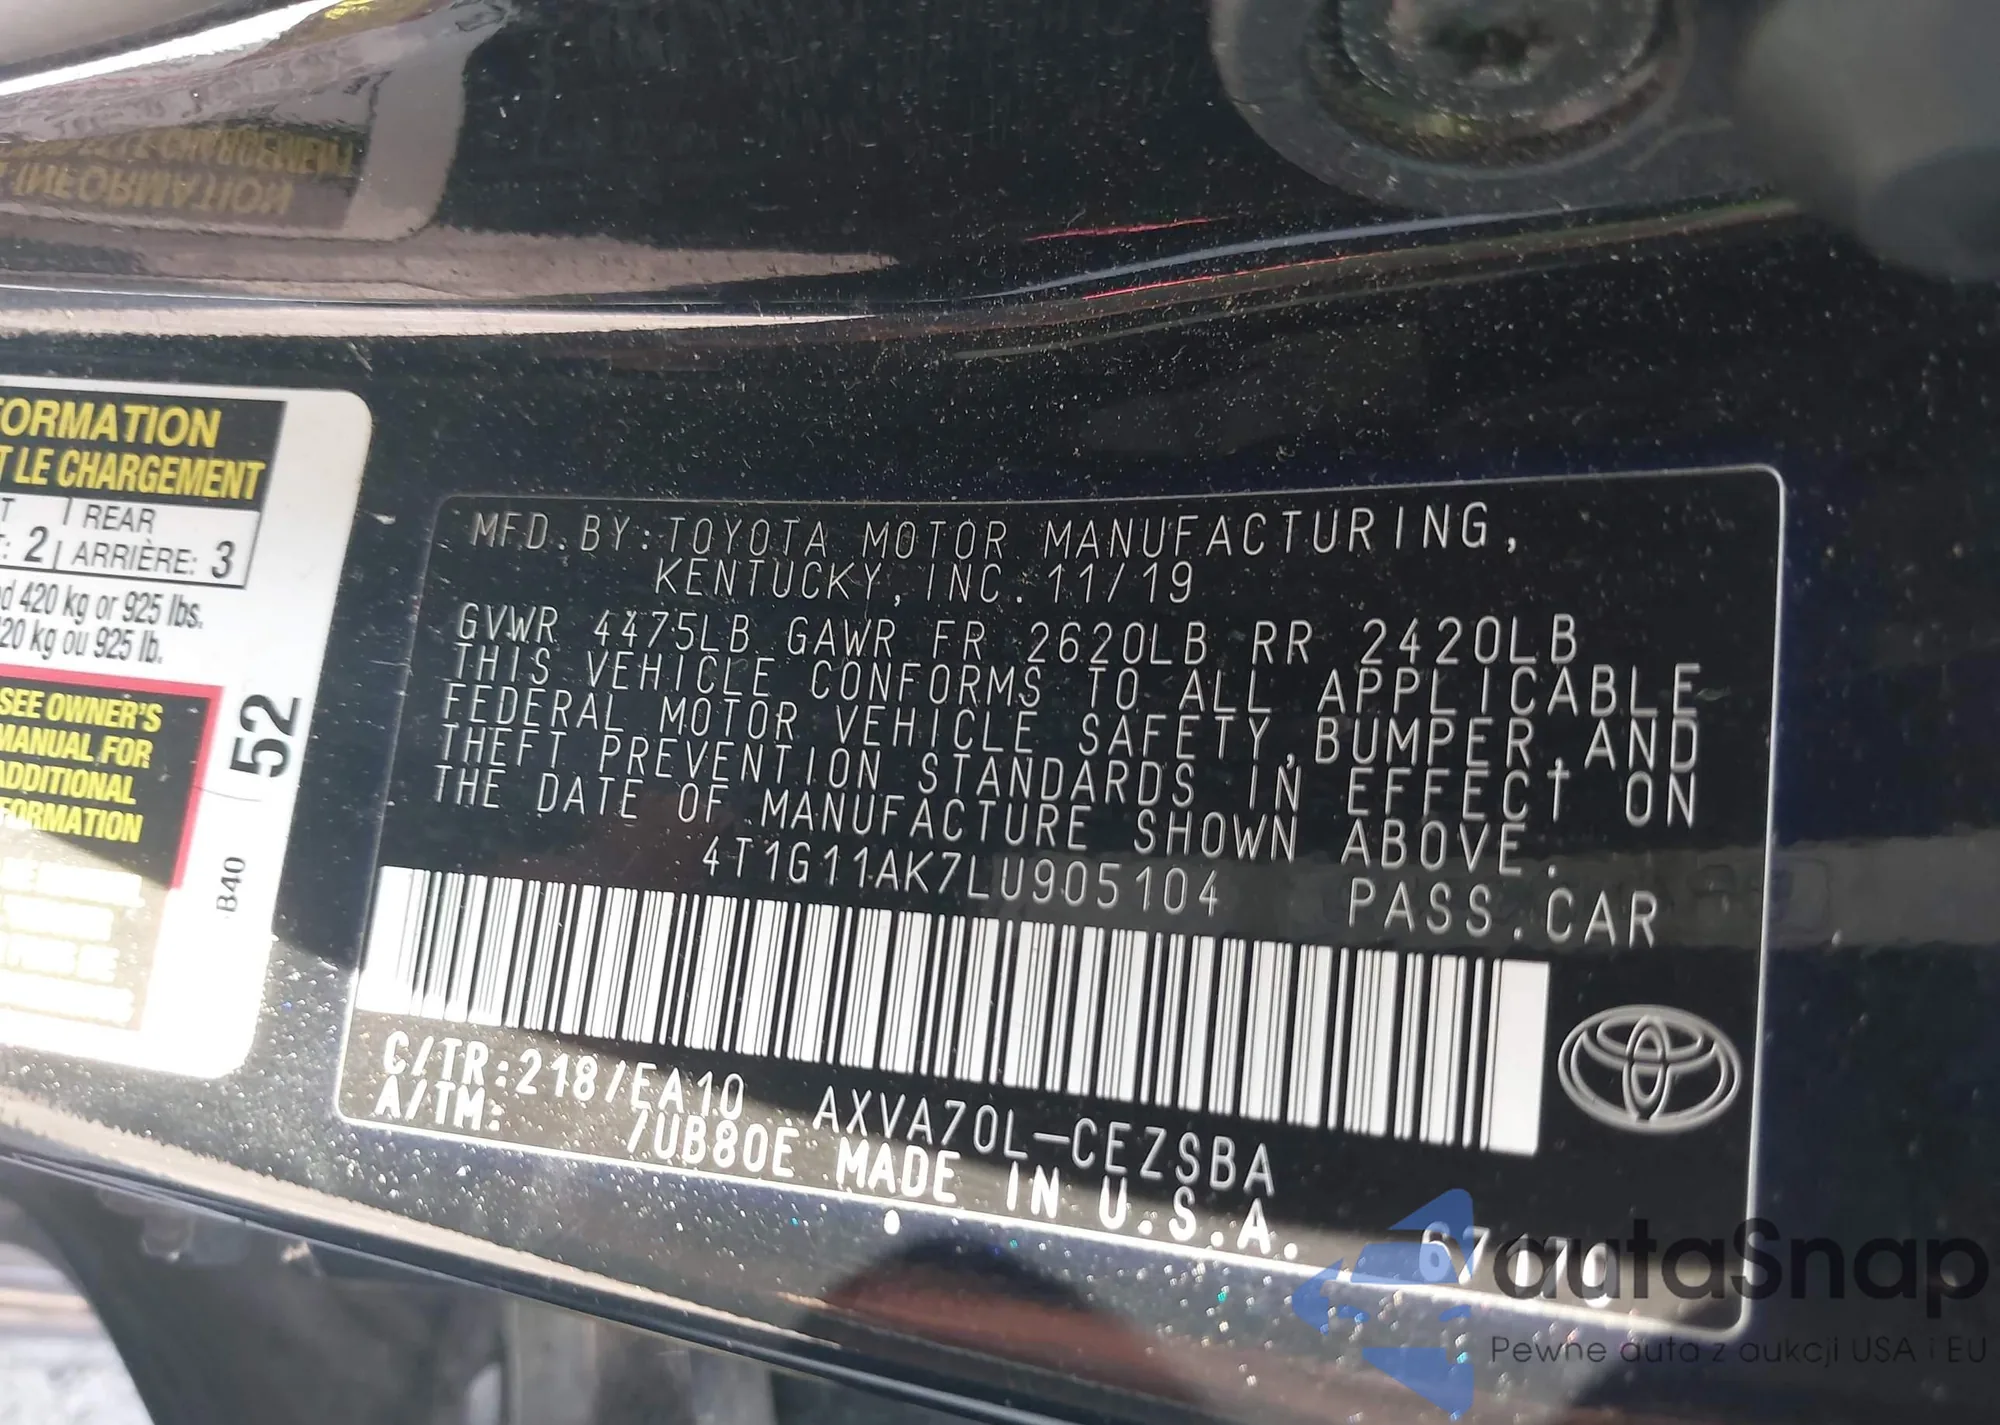 FORMATION
T LE CHARGEMENT
T | REAR
: 2 | ARRIÈRE: 3
d 420 kg or 925 lbs.
20 kg ou 925 lb.
SEE OWNER'S
MANUAL FOR
ADDITIONAL
FORMATION
52
B40
MFD. BY: TOYOTA MOTOR MANUFACTURING,
KENTUCKY, INC. 11/19
GVWR 4475LB GAWR FR 2620LB RR 2420LB
THIS VEHICLE CONFORMS TO ALL APPLICABLE
FEDERAL MOTOR VEHICLE SAFETY, BUMPER, AND
THEFT PREVENTION STANDARDS IN EFFECT ON
THE DATE OF MANUFACTURE SHOWN ABOVE.
4T1G11AK7LU905104 PASS. CAR
C/TR: 218/EA10 AXVA70L-CEZSBA
A/TM: /UB80E MADE IN U.S.A.
67170
autaSnap
Pewne auta z aukcji USA i EU